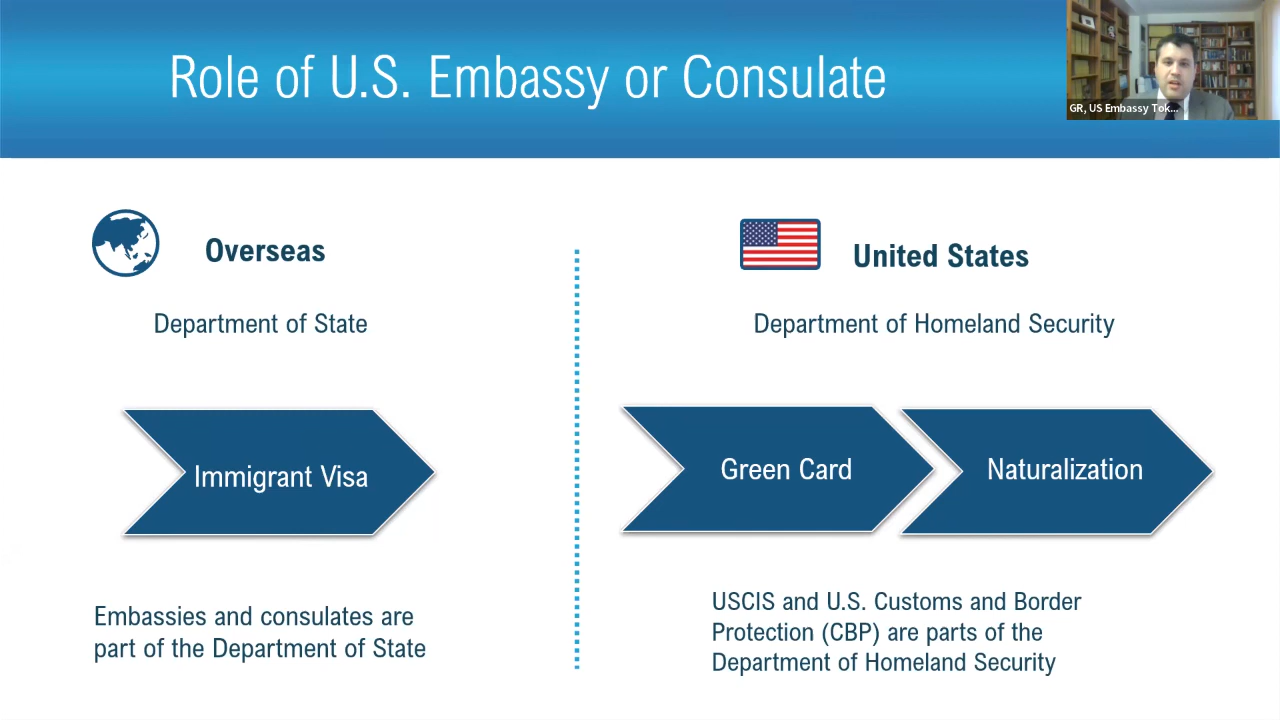 Role of U.S. Embassy or Consulate
GR, US Embassy Tok...
Overseas
Department of State
Immigrant Visa
Embassies and consulates are
part of the Department of State
United States
Department of Homeland Security
Green Card
Naturalization
USCIS and U.S. Customs and Border
Protection (CBP) are parts of the
Department of Homeland Security